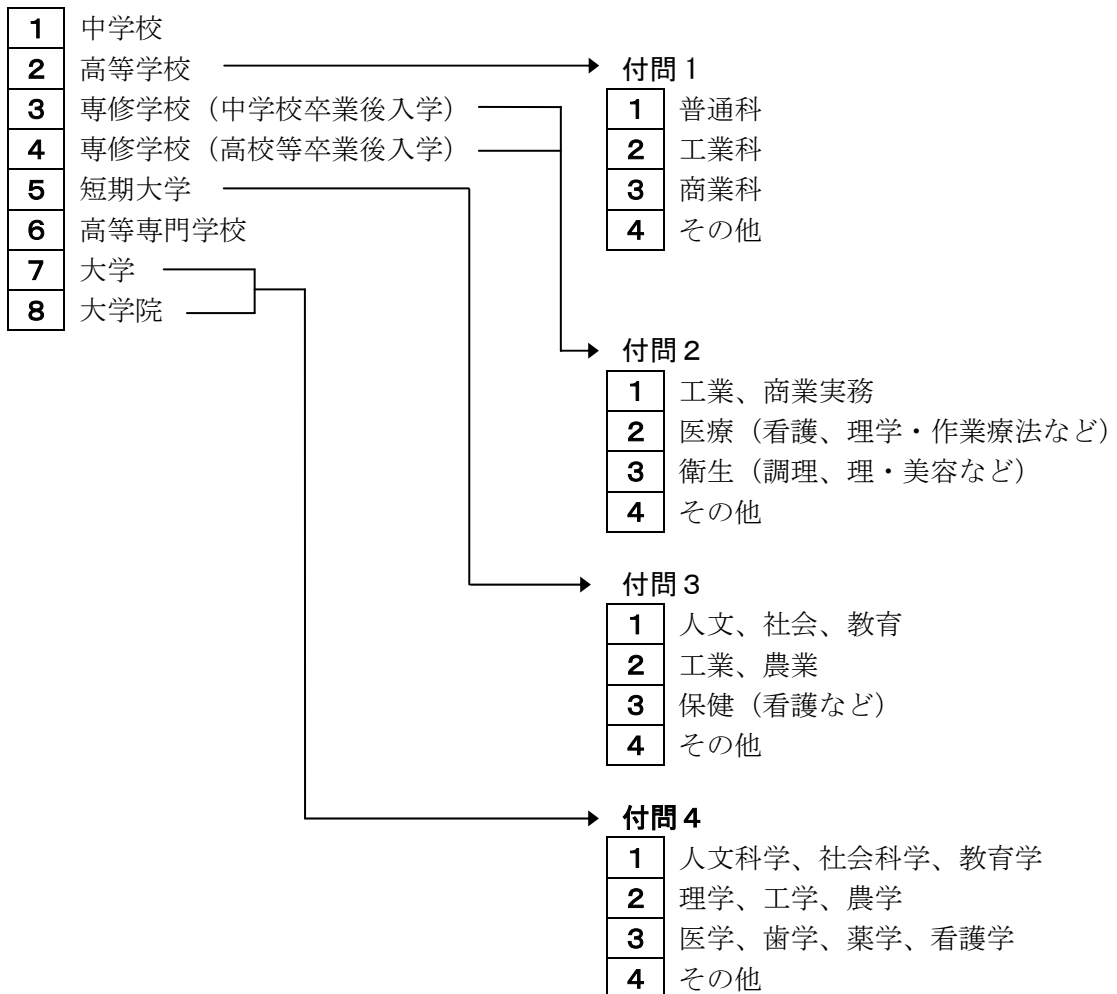 1 中学校
2 高等学校
3 専修学校（中学校卒業後入学）
4 専修学校（高校等卒業後入学）
5 短期大学
6 高等専門学校
7 大学
8 大学院
付問1
1 普通科
2 工業科
3 商業科
4 その他
付問2
1 工業、商業実務
2 医療（看護、理学・作業療法など）
3 衛生（調理、理・美容など）
4 その他
付問3
1 人文、社会、教育
2 工業、農業
3 保健（看護など）
4 その他
付問4
1 人文科学、社会科学、教育学
2 理学、工学、農学
3 医学、歯学、薬学、看護学
4 その他